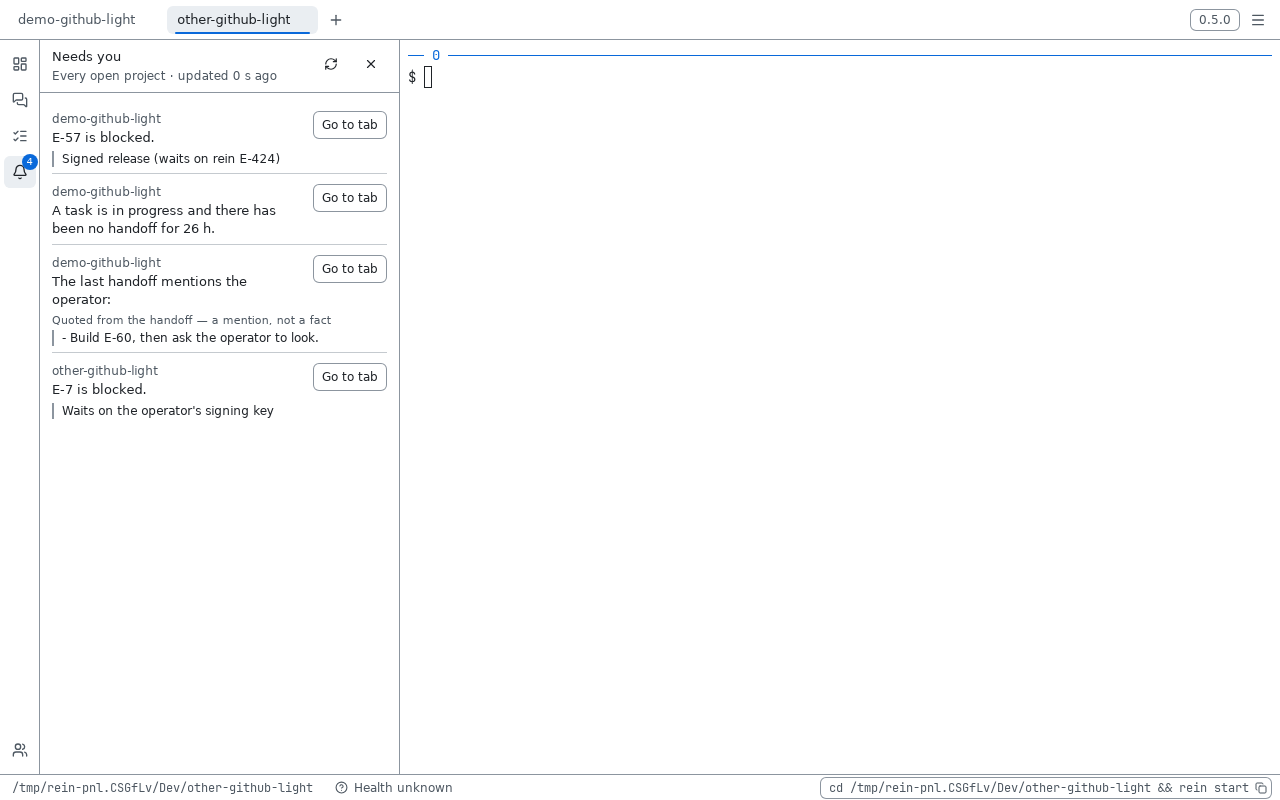 demo-github-light
other-github-light
0.5.0
Needs you
Every open project · updated 0 s ago
demo-github-light
Go to tab
E-57 is blocked.
Signed release (waits on rein E-424)
demo-github-light
Go to tab
A task is in progress and there has
been no handoff for 26 h.
demo-github-light
Go to tab
The last handoff mentions the
operator:
Quoted from the handoff — a mention, not a fact
- Build E-60, then ask the operator to look.
other-github-light
Go to tab
E-7 is blocked.
Waits on the operator's signing key
4
0
$
/tmp/rein-pnl.CSGfLv/Dev/other-github-light
Health unknown
cd /tmp/rein-pnl.CSGfLv/Dev/other-github-light && rein start